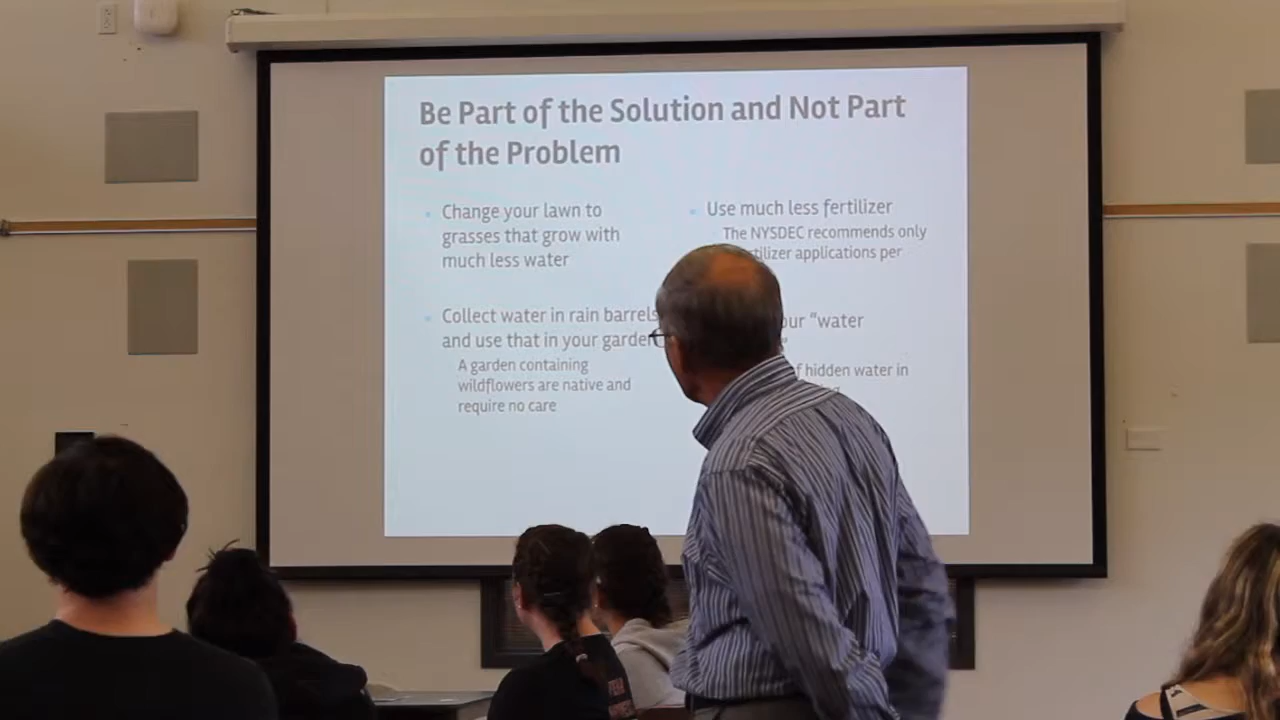 Be Part of the Solution and Not Part
of the Problem
Change your lawn to
grasses that grow with
much less water
Collect water in rain barrels
and use that in your garden
A garden containing
wildflowers are native and
require no care
Use much less fertilizer
The NYSDEC recommends only
applications per
"water
hidden water in